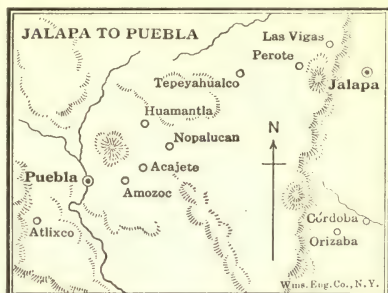 JALAPA TO PUEBLA
Las Vigas
Perote
Tepeyahualco
Jalapa
Huamantla
N
Nopalucan
Acajete
Puebla
Amozoc
Atlixco
Córdoba
Orizaba
Wms. Eng. Co., N.Y.